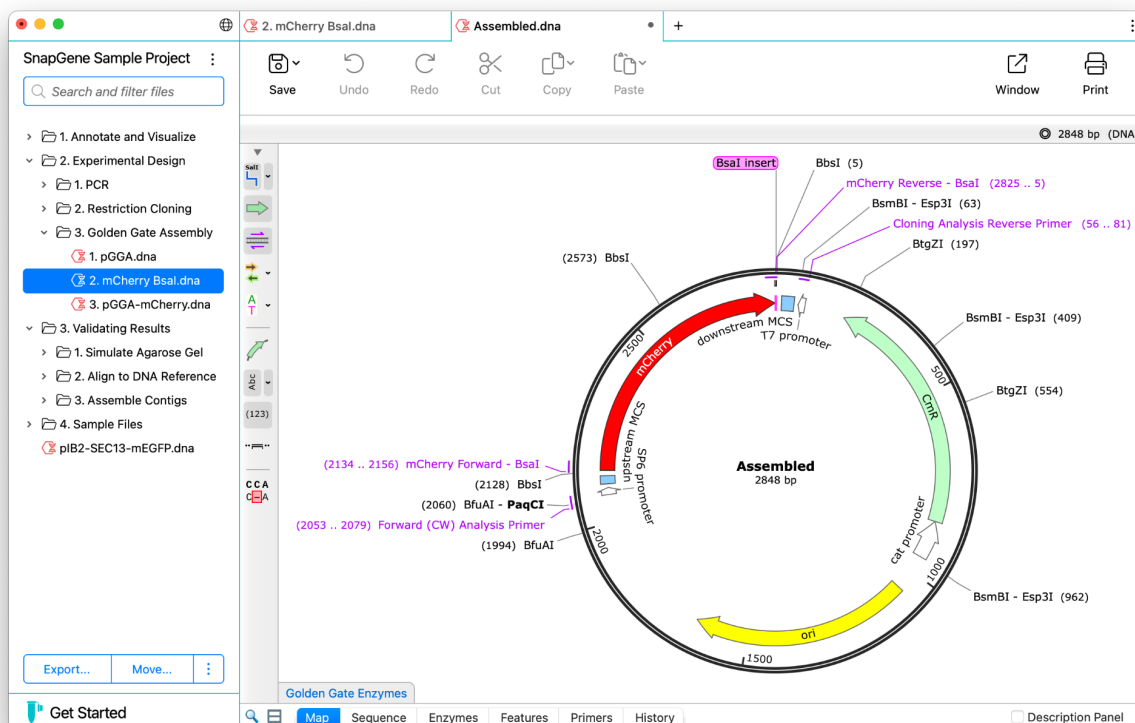 2. mCherry BsaI.dna
Assembled.dna
+
SnapGene Sample Project
Search and filter files
Save
Undo
Redo
Cut
Copy
Paste
Window
Print
2848 bp (DNA
1. Annotate and Visualize
2. Experimental Design
1. PCR
2. Restriction Cloning
3. Golden Gate Assembly
1. pGGA.dna
2. mCherry BsaI.dna
3. pGGA-mCherry.dna
3. Validating Results
1. Simulate Agarose Gel
2. Align to DNA Reference
3. Assemble Contigs
4. Sample Files
pIB2-SEC13-mEGFP.dna
Export...
Move...
Get Started
SalI
A
T
Abc
(123)
C C A
C – A
BsaI insert
BbsI (5)
mCherry Reverse - BsaI (2825 .. 5)
BsmBI - Esp3I (63)
Cloning Analysis Reverse Primer (56 .. 81)
BtgZI (197)
(2573) BbsI
BsmBI - Esp3I (409)
BtgZI (554)
downstream MCS
T7 promoter
2500
mCherry
500
CmR
upstream MCS
SP6 promoter
(2134 .. 2156) mCherry Forward - BsaI
(2128) BbsI
(2060) BfuAI - PaqCI
(2053 .. 2079) Forward (CW) Analysis Primer
(1994) BfuAI
2000
Assembled
2848 bp
cat promoter
1000
BsmBI - Esp3I (962)
ori
1500
Golden Gate Enzymes
Map
Sequence
Enzymes
Features
Primers
History
Description Panel